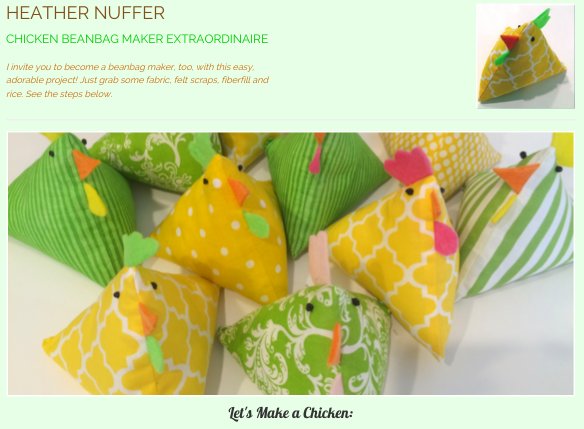 HEATHER NUFFER
CHICKEN BEANBAG MAKER EXTRAORDINAIRE
I invite you to become a beanbag maker, too, with this easy,
adorable project! Just grab some fabric, felt scraps, fiberfill and
rice. See the steps below.
Let's Make a Chicken: